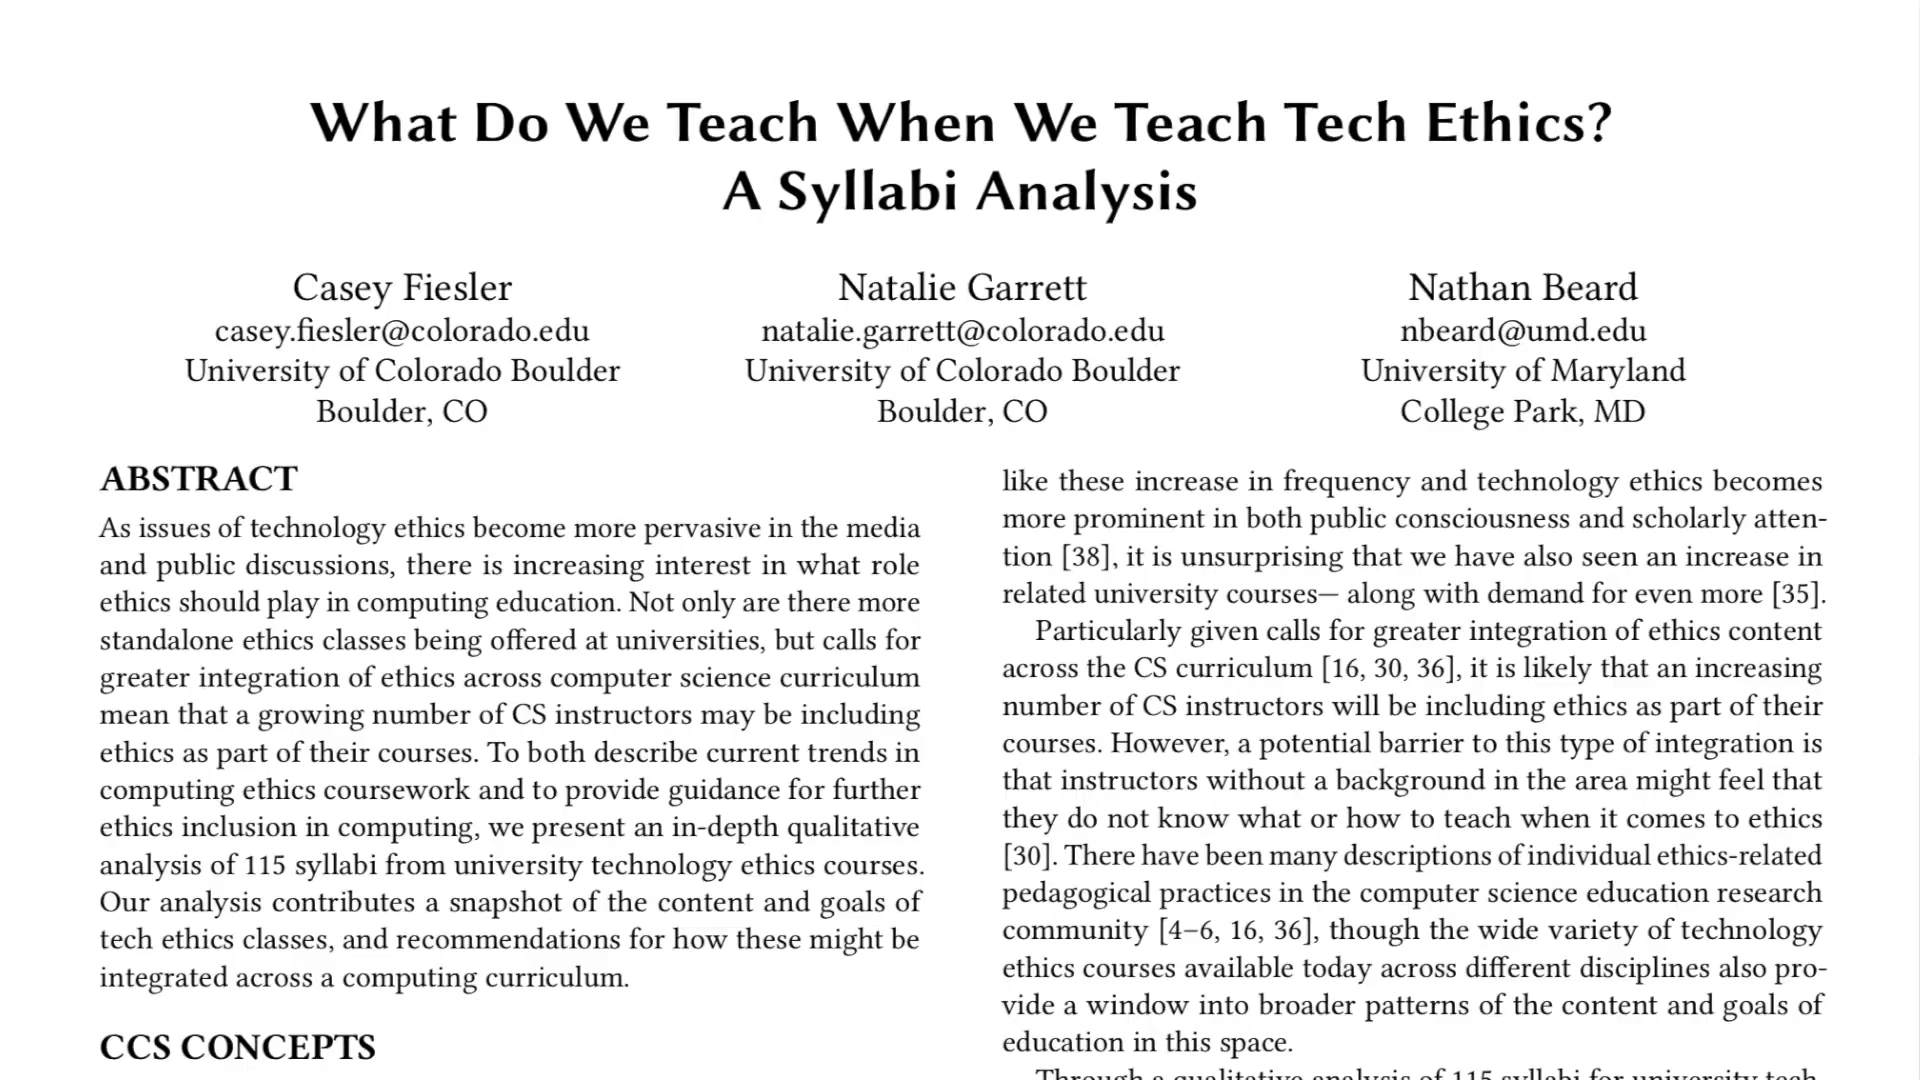 What Do We Teach When We Teach Tech Ethics?
A Syllabi Analysis
Casey Fiesler
casey.fiesler@colorado.edu
University of Colorado Boulder
Boulder, CO
Natalie Garrett
natalie.garrett@colorado.edu
University of Colorado Boulder
Boulder, CO
Nathan Beard
nbeard@umd.edu
University of Maryland
College Park, MD
ABSTRACT
As issues of technology ethics become more pervasive in the media
and public discussions, there is increasing interest in what role
ethics should play in computing education. Not only are there more
standalone ethics classes being offered at universities, but calls for
greater integration of ethics across computer science curriculum
mean that a growing number of CS instructors may be including
ethics as part of their courses. To both describe current trends in
computing ethics coursework and to provide guidance for further
ethics inclusion in computing, we present an in-depth qualitative
analysis of 115 syllabi from university technology ethics courses.
Our analysis contributes a snapshot of the content and goals of
tech ethics classes, and recommendations for how these might be
integrated across a computing curriculum.
CCS CONCEPTS
like these increase in frequency and technology ethics becomes
more prominent in both public consciousness and scholarly atten-
tion [38], it is unsurprising that we have also seen an increase in
related university courses— along with demand for even more [35].
Particularly given calls for greater integration of ethics content
across the CS curriculum [16, 30, 36], it is likely that an increasing
number of CS instructors will be including ethics as part of their
courses. However, a potential barrier to this type of integration is
that instructors without a background in the area might feel that
they do not know what or how to teach when it comes to ethics
[30]. There have been many descriptions of individual ethics-related
pedagogical practices in the computer science education research
community [4–6, 16, 36], though the wide variety of technology
ethics courses available today across different disciplines also pro-
vide a window into broader patterns of the content and goals of
education in this space.
Through a qualitative analysis of 115 syllabi for university tech-